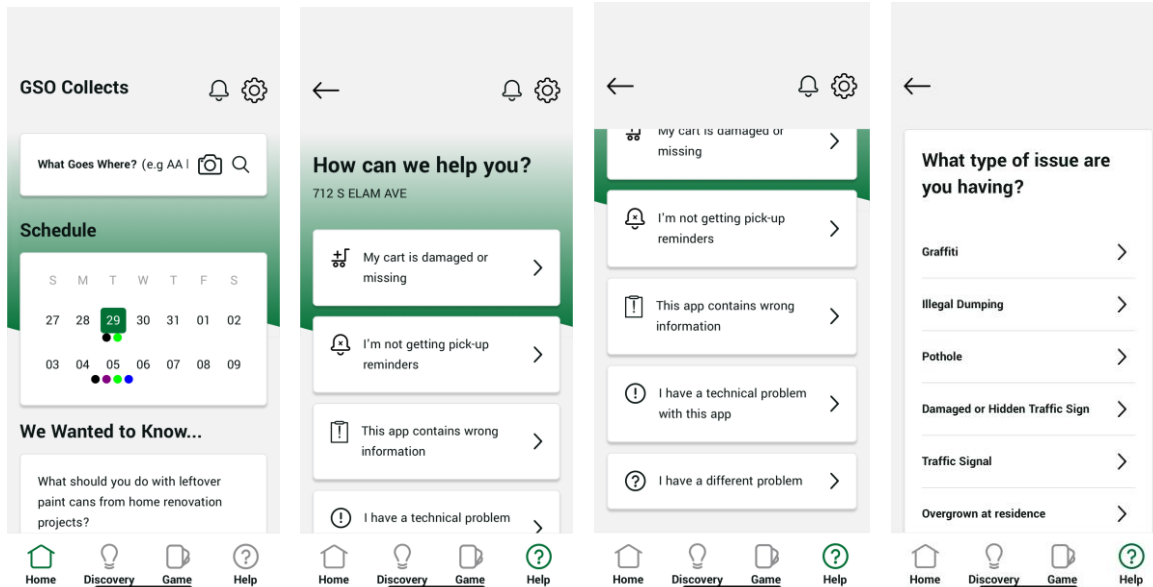 GSO Collects
What Goes Where? (e.g AA
Schedule
S M T W T F S
27 28 29 30 31 01 02
03 04 05 06 07 08 09
We Wanted to Know...
What should you do with leftover
paint cans from home renovation
projects?
Home Discovery Game Help
How can we help you?
712 S ELAM AVE
My cart is damaged or
missing
I'm not getting pick-up
reminders
This app contains wrong
information
I have a technical problem
Home Discovery Game Help
My cart is damaged or
missing
I'm not getting pick-up
reminders
This app contains wrong
information
I have a technical problem
with this app
I have a different problem
Home Discovery Game Help
What type of issue are
you having?
Graffiti
Illegal Dumping
Pothole
Damaged or Hidden Traffic Sign
Traffic Signal
Overgrown at residence
Home Discovery Game Help